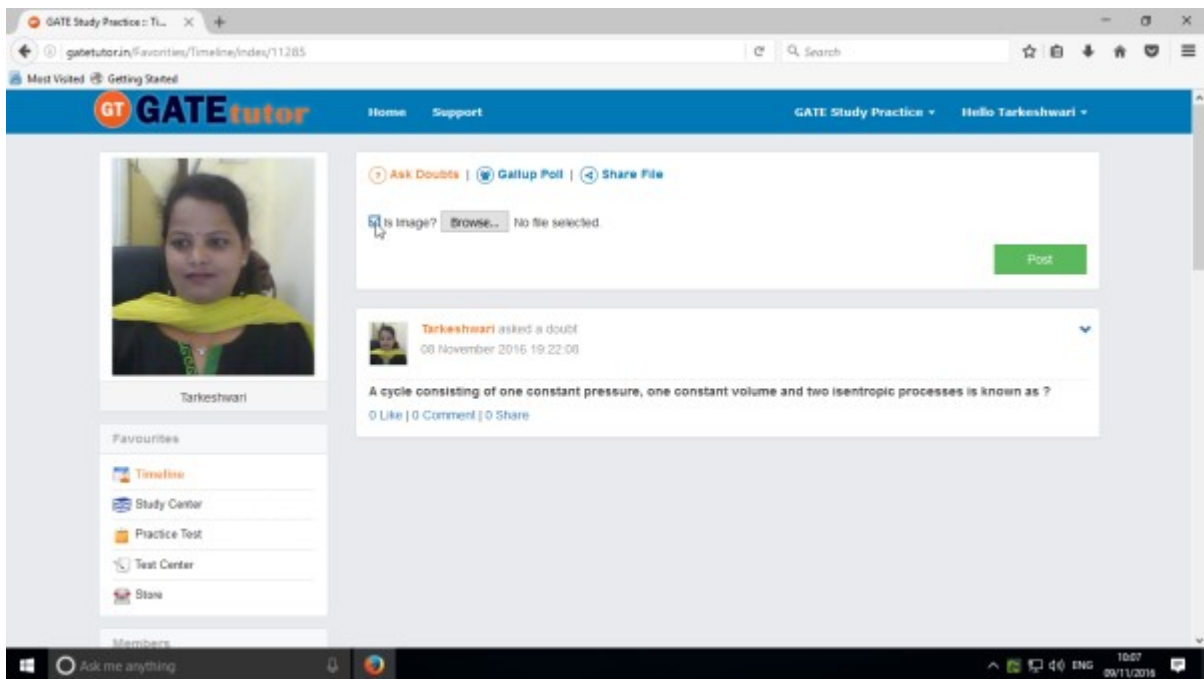 GATE Study Practice :: Ti...
gatetutor.in/Favorities/Timeline/Index/11285
Search
Most Visited Getting Started
GT GATEtutor Home Support GATE Study Practice Hello Tarkeshwari
? Ask Doubts | Gallup Poll | Share File
Is Image? Browse... No file selected.
Post
Tarkeshwari asked a doubt
08 November 2016 19:22:08
A cycle consisting of one constant pressure, one constant volume and two isentropic processes is known as ?
0 Like | 0 Comment | 0 Share
Tarkeshwari
Favourites
Timeline
Study Center
Practice Test
Test Center
Store
Members
Ask me anything
ENG
10:07
09/11/2016